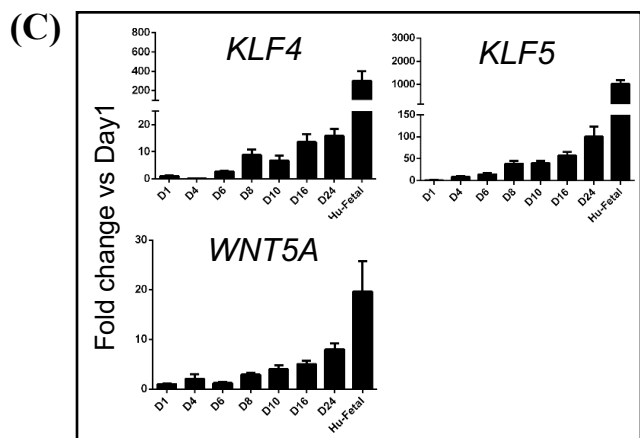 (C)
Fold change vs Day1
KLF4
800
600
400
200
20
10
0
D1 D4 D6 D8 D10 D16 D24 Hu-Fetal
KLF5
3000
2000
1000
150
100
50
0
D1 D4 D6 D8 D10 D16 D24 Hu-Fetal
WNT5A
30
20
10
0
D1 D4 D6 D8 D10 D16 D24 Hu-Fetal